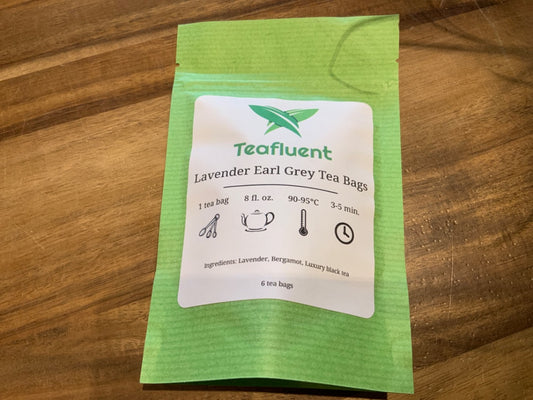 Teafluent
Lavender Earl Grey Tea Bags
1 tea bag 8 fl. oz. 90-95°C 3-5 min.
Ingredients: Lavender, Bergamot, Luxury black tea
6 tea bags